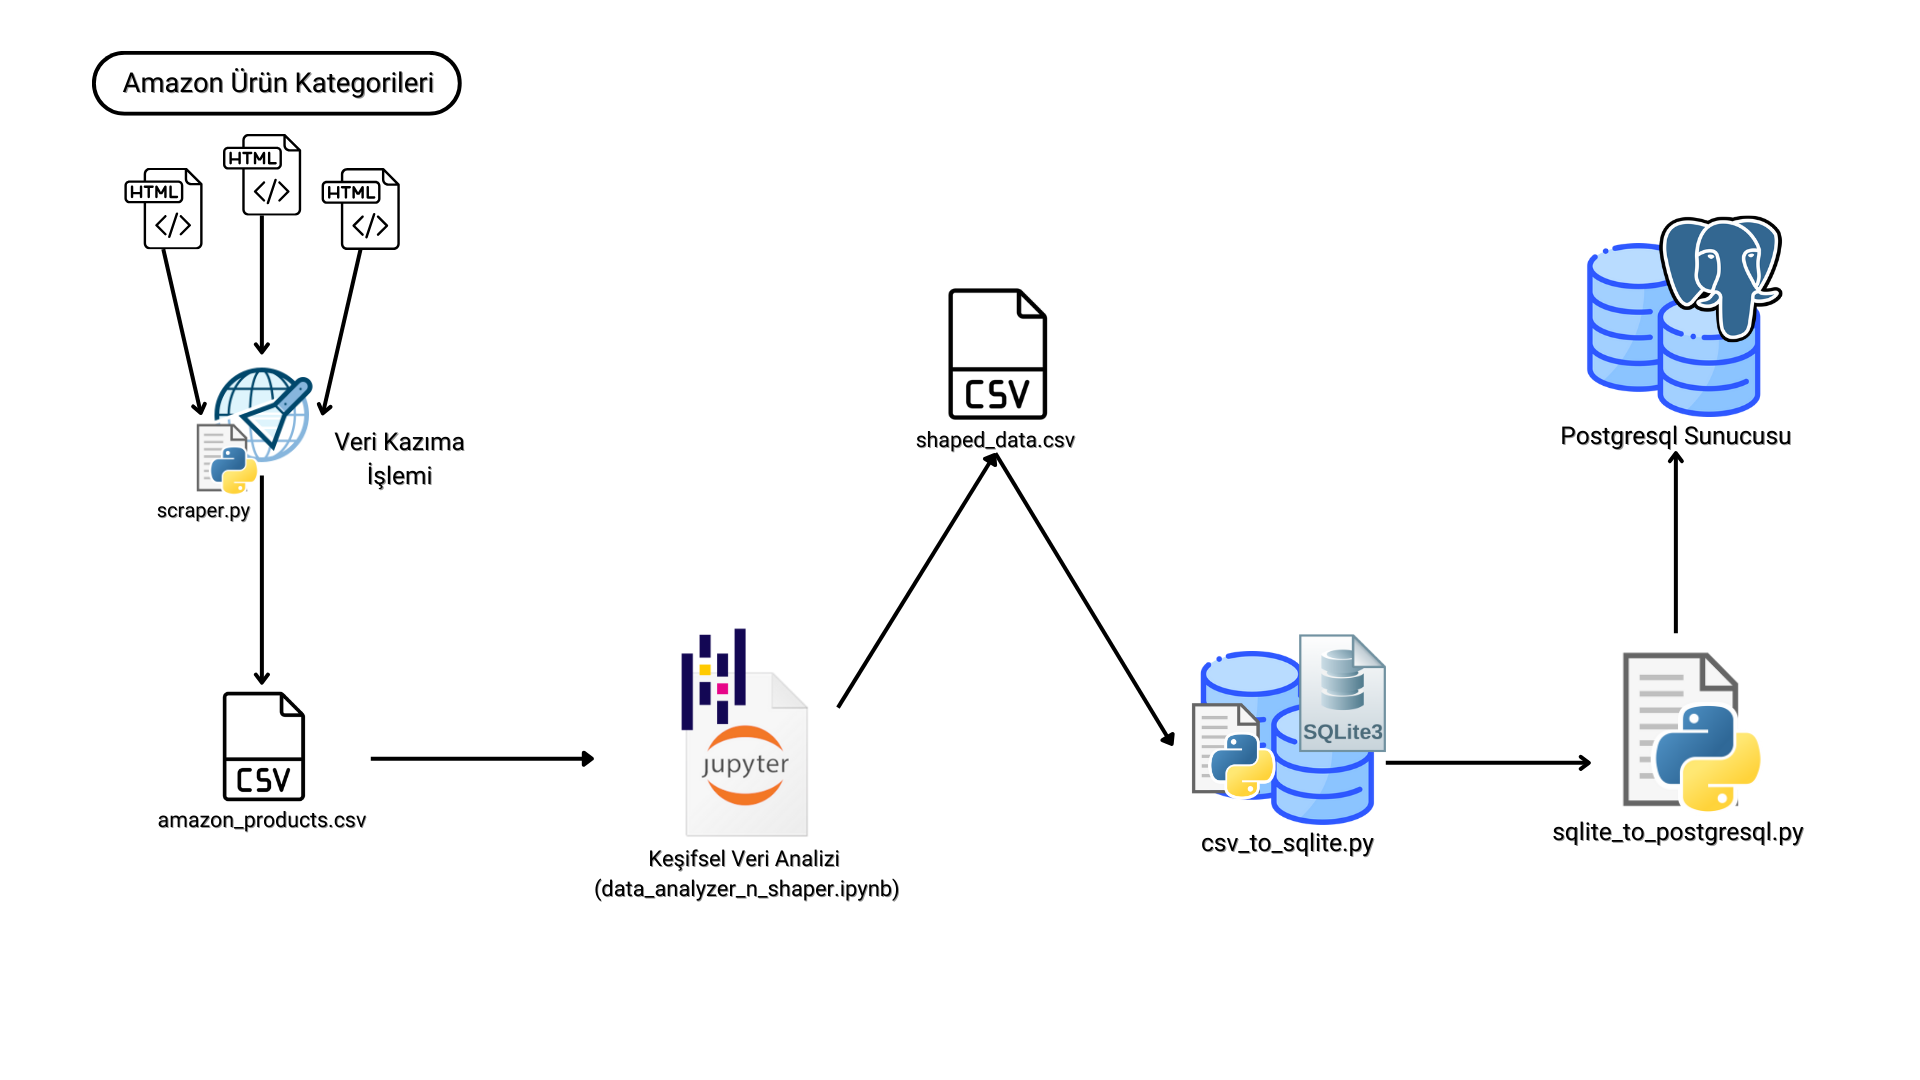 Amazon Ürün Kategorileri
HTML
</>
HTML
</>
HTML
</>
Veri Kazıma
İşlemi
scraper.py
CSV
amazon_products.csv
jupyter
Keşifsel Veri Analizi
(data_analyzer_n_shaper.ipynb)
CSV
shaped_data.csv
SQLite3
csv_to_sqlite.py
sqlite_to_postgresql.py
Postgresql Sunucusu